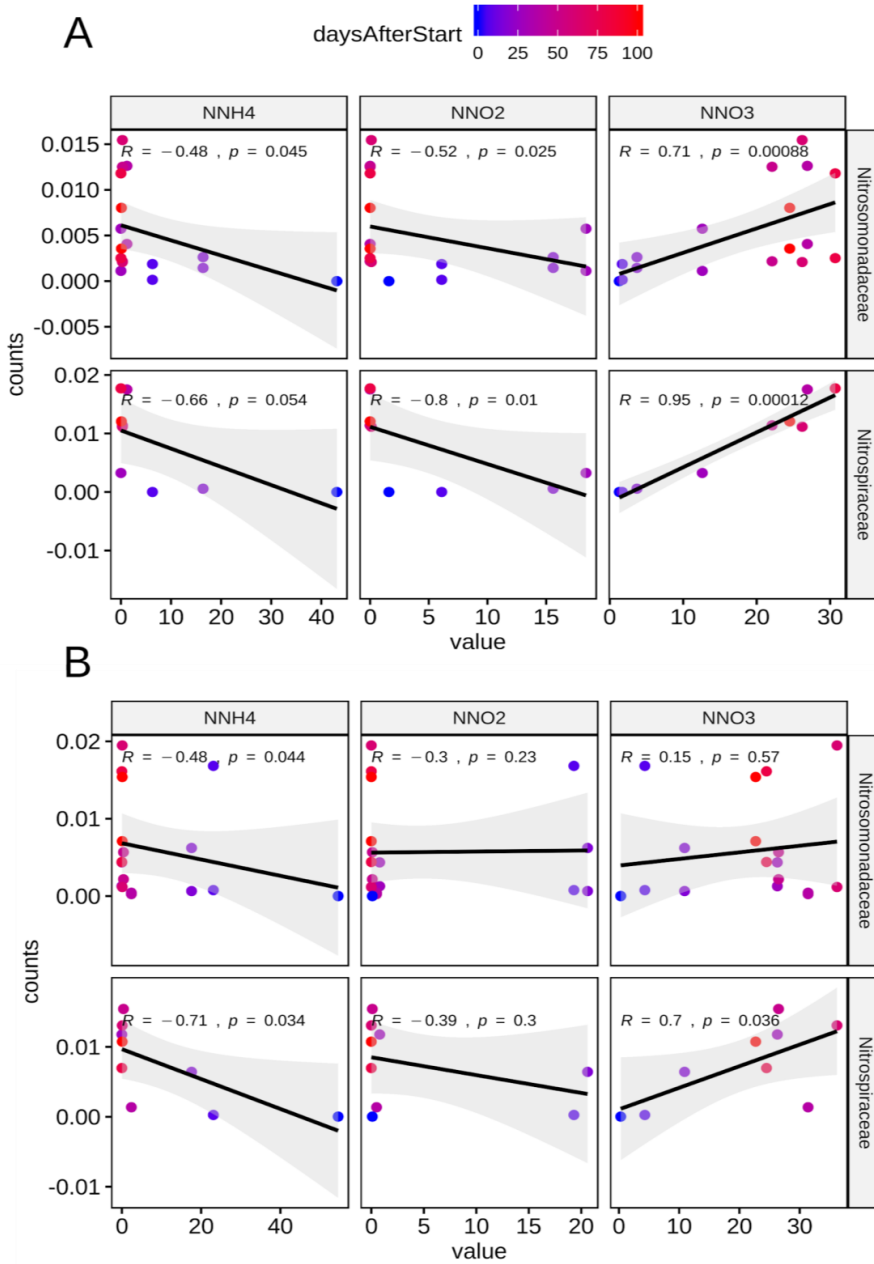 A
daysAfterStart
0 25 50 75 100
NNH4 NNO2 NNO3
R = −0.48 , p = 0.045 R = −0.52 , p = 0.025 R = 0.71 , p = 0.00088
0.015
0.010
0.005
0.000
-0.005
Nitrosomonadaceae
counts
R = −0.66 , p = 0.054 R = −0.8 , p = 0.01 R = 0.95 , p = 0.00012
0.02
0.01
0.00
-0.01
Nitrospiraceae
0 10 20 30 40 0 5 10 15 0 10 20 30
value
B
NNH4 NNO2 NNO3
R = −0.48 , p = 0.044 R = −0.3 , p = 0.23 R = 0.15 , p = 0.57
0.02
0.01
0.00
Nitrosomonadaceae
counts
R = −0.71 , p = 0.034 R = −0.39 , p = 0.3 R = 0.7 , p = 0.036
0.01
0.00
-0.01
Nitrospiraceae
0 20 40 0 5 10 15 20 0 10 20 30
value